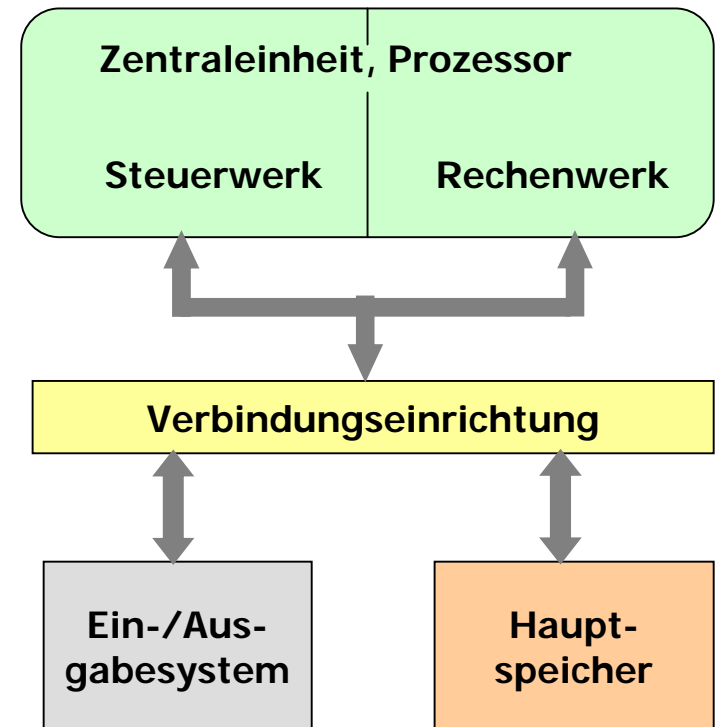 Zentraleinheit, Prozessor
Steuerwerk Rechenwerk
Verbindungseinrichtung
Ein-/Aus-
gabesystem
Haupt-
speicher